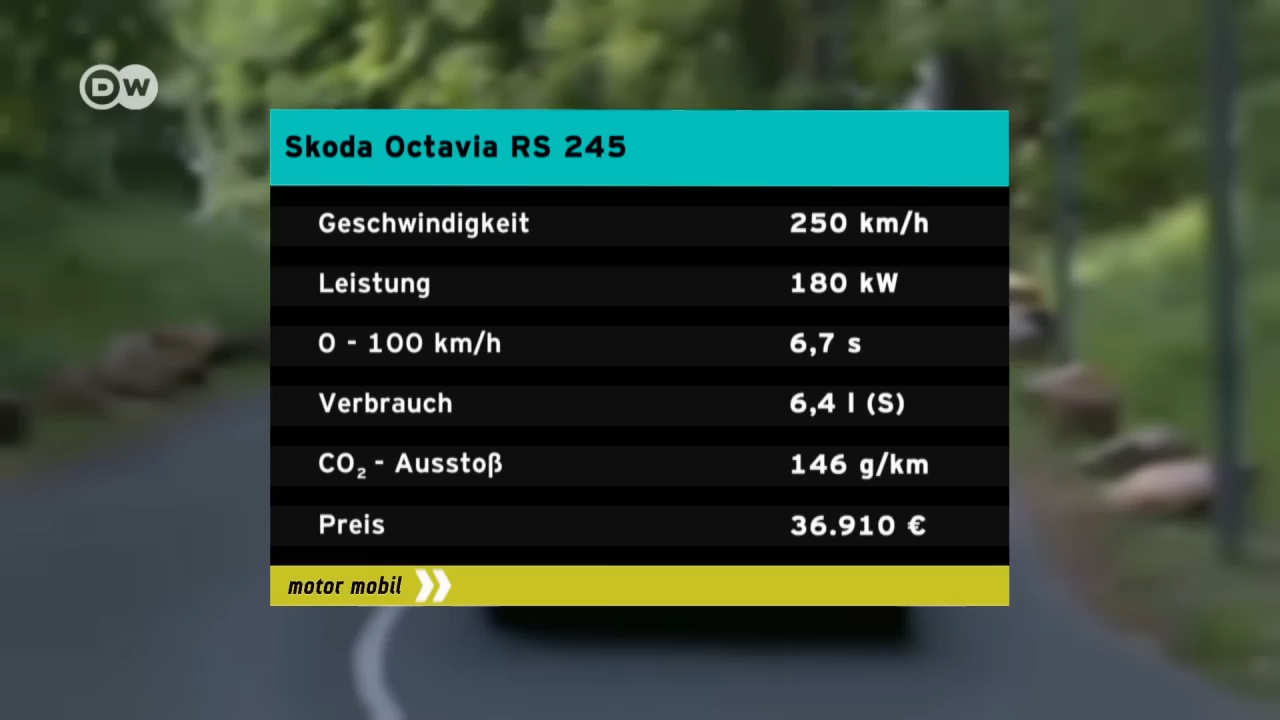 DW
Skoda Octavia RS 245
Geschwindigkeit 250 km/h
Leistung 180 kW
0 - 100 km/h 6,7 s
Verbrauch 6,4 l (S)
CO₂ - Ausstoß 146 g/km
Preis 36.910 €
motor mobil